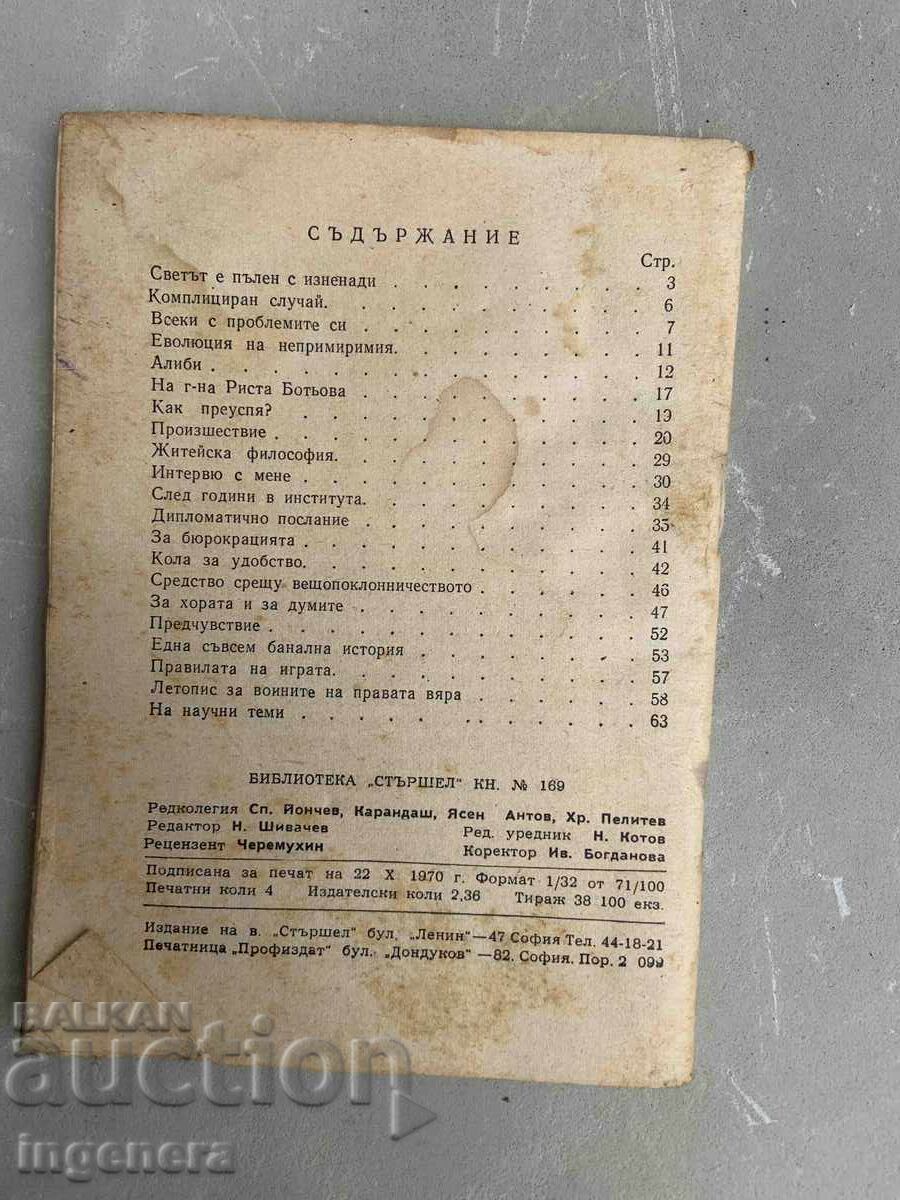 СЪДЪРЖАНИЕ
Стр.
Светът е пълен с изненади . . . . . . . . . 3
Комплициран случай. . . . . . . . . . . 6
Всеки с проблемите си . . . . . . . . . . 7
Еволюция на непримиримия. . . . . . . . . 11
Алиби . . . . . . . . . . . . . . . 12
На г-на Риста Ботьова . . . . . . . . . . 17
Как преуспя? . . . . . . . . . . . . . 19
Произшествие . . . . . . . . . . . . . 20
Житейска философия. . . . . . . . . . . 29
Интервю с мене . . . . . . . . . . . . 30
След години в института. . . . . . . . . . 34
Дипломатично послание . . . . . . . . . . 35
За бюрокрацията . . . . . . . . . . . . 41
Кола за удобство. . . . . . . . . . . . 42
Средство срещу вещопоклонничеството . . . . . . 46
За хората и за думите . . . . . . . . . . 47
Предчувствие . . . . . . . . . . . . . 52
Една съвсем банална история . . . . . . . . 53
Правилата на играта. . . . . . . . . . . 57
Летопис за воините на правата вяра . . . . . . 58
На научни теми . . . . . . . . . . . . 63
БИБЛИОТЕКА „СТЪРШЕЛ" КН. № 169
Редколегия Сп. Йончев, Карандаш, Ясен Антов, Хр. Пелитев
Редактор Н. Шивачев Ред. уредник Н. Котов
Рецензент Черемухин Коректор Ив. Богданова
Подписана за печат на 22 X 1970 г. Формат 1/32 от 71/100
Печатни коли 4 Издателски коли 2,36 Тираж 38 100 екз.
Издание на в. „Стършел" бул. „Ленин"—47 София Тел. 44-18-21
Печатница „Профиздат" бул. „Дондуков" —82. София. Пор. 2 099
BALKAN
auction
ingenera